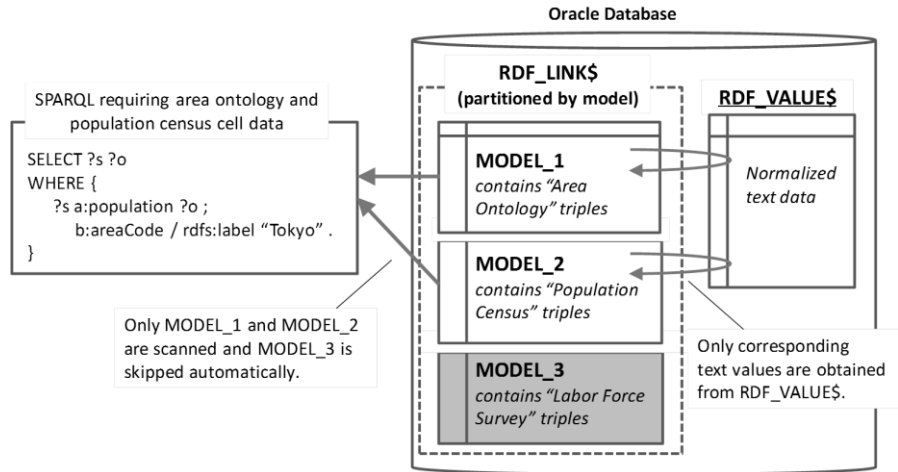 Oracle Database
SPARQL requiring area ontology and
population census cell data
SELECT ?s ?o
WHERE {
?s a:population ?o ;
b:areaCode / rdfs:label “Tokyo” .
}
RDF_LINK$
(partitioned by model)
RDF_VALUE$
MODEL_1
contains “Area
Ontology” triples
Normalized
text data
MODEL_2
contains “Population
Census” triples
Only MODEL_1 and MODEL_2
are scanned and MODEL_3 is
skipped automatically.
MODEL_3
contains “Labor Force
Survey” triples
Only corresponding
text values are obtained
from RDF_VALUE$.